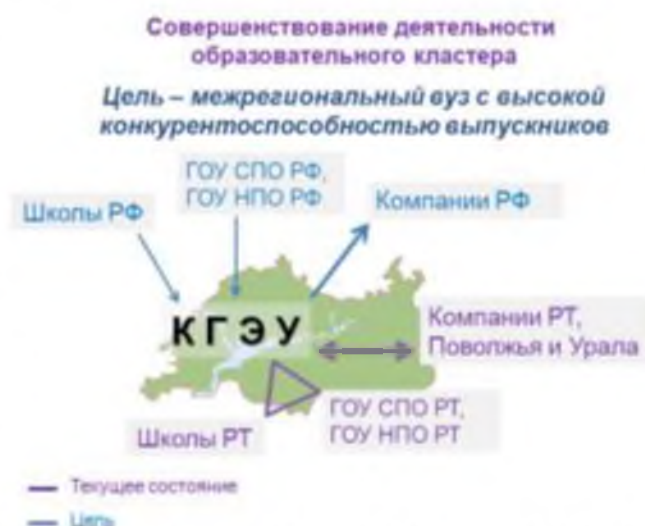 Совершенствование деятельности
образовательного кластера
Цель – межрегиональный вуз с высокой
конкурентоспособностью выпускников
ГОУ СПО РФ,
ГОУ НПО РФ
Школы РФ
Компании РФ
КГЭУ
Компании РТ,
Поволжья и Урала
ГОУ СПО РТ,
ГОУ НПО РТ
Школы РТ
Текущее состояние
Цель